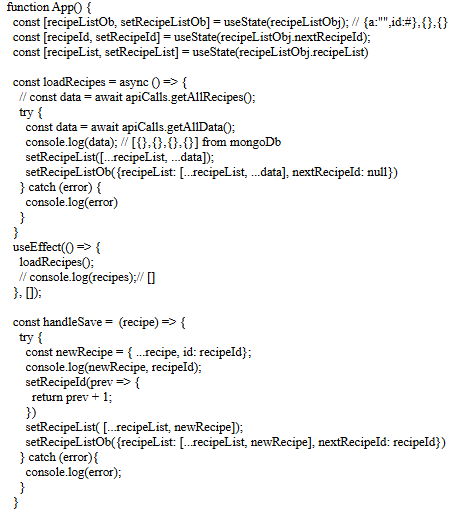 function App() {
const [recipeListOb, setRecipeListOb] = useState(recipeListObj); // {a:"",id:#},{},{}
const [recipeId, setRecipeId] = useState(recipeListObj.nextRecipeId);
const [recipeList, setRecipeList] = useState(recipeListObj.recipeList)
const loadRecipes = async () => {
// const data = await apiCalls.getAllRecipes();
try {
const data = await apiCalls.getAllData();
console.log(data); // [{},{},{},{}] from mongoDb
setRecipeList([...recipeList, ...data]);
setRecipeListOb({recipeList: [...recipeList, ...data], nextRecipeId: null})
} catch (error) {
console.log(error)
}
}
useEffect(() => {
loadRecipes();
// console.log(recipes);// []
}, []);
const handleSave = (recipe) => {
try {
const newRecipe = { ...recipe, id: recipeId};
console.log(newRecipe, recipeId);
setRecipeId(prev => {
return prev + 1;
})
setRecipeList( [...recipeList, newRecipe]);
setRecipeListOb({recipeList: [...recipeList, newRecipe], nextRecipeId: recipeId})
} catch (error){
console.log(error);
}
}